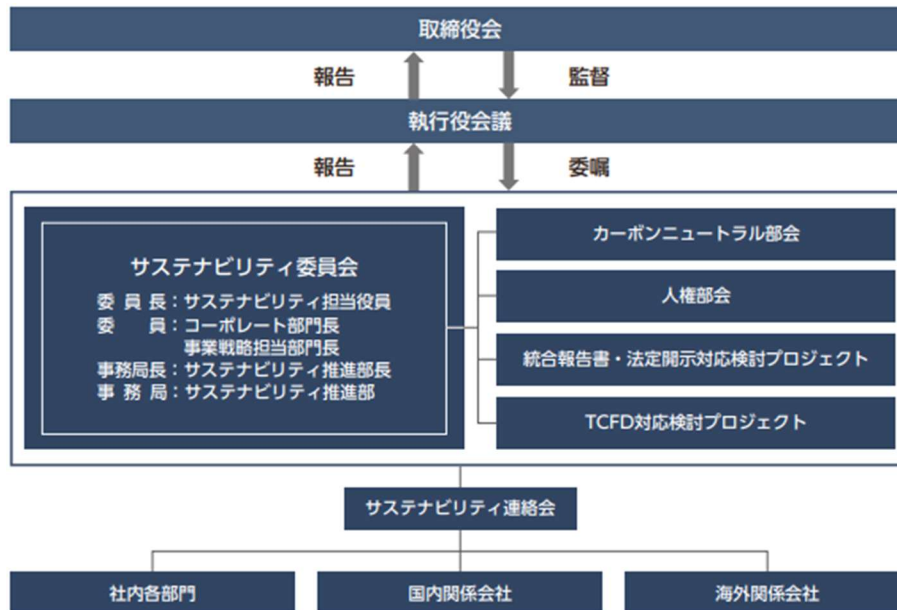 取締役会
報告
監督
執行役会議
報告
委嘱
サステナビリティ委員会
委員長：サステナビリティ担当役員
委員：コーポレート部門長
事業戦略担当部門長
事務局長：サステナビリティ推進部長
事務局：サステナビリティ推進部
カーボンニュートラル部会
人権部会
統合報告書・法定開示対応検討プロジェクト
TCFD対応検討プロジェクト
サステナビリティ連絡会
社内各部門
国内関係会社
海外関係会社